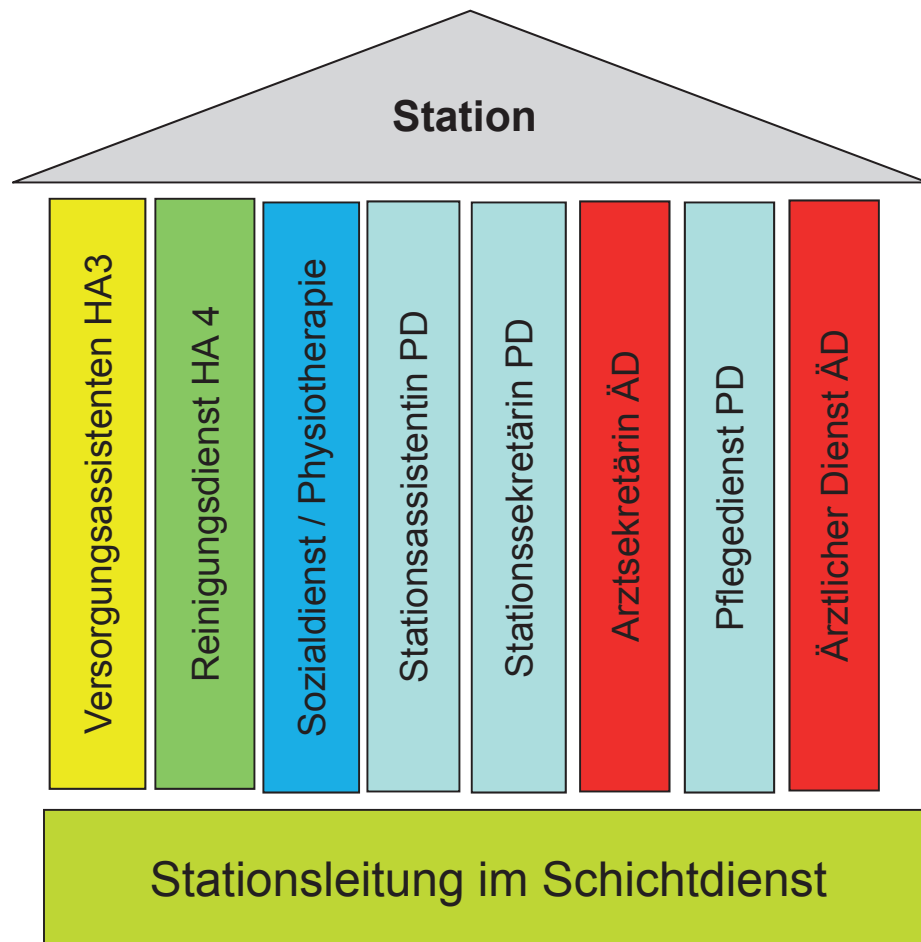 Station
Versorgungsassistenten HA3
Reinigungsdienst HA 4
Sozialdienst / Physiotherapie
Stationsassistentin PD
Stationssekretärin PD
Arztsekretärin ÄD
Pflegedienst PD
Ärztlicher Dienst ÄD
Stationsleitung im Schichtdienst